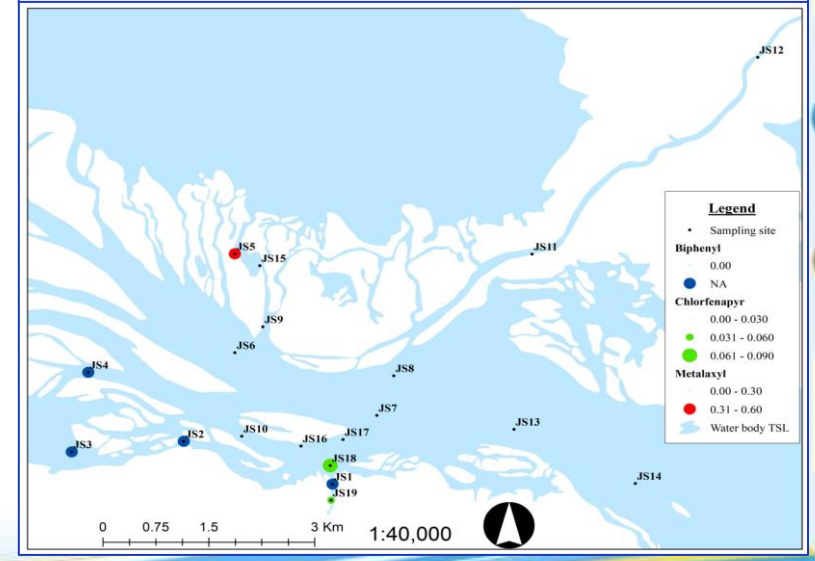 JS12
JS5
JS15
JS11
JS9
JS6
JS4
JS8
JS7
JS10
JS2
JS3
JS16
JS17
JS13
JS18
JS1
JS19
JS14
Legend
Sampling site
Biphenyl
0.00
NA
Chlorfenapyr
0.00 - 0.030
0.031 - 0.060
0.061 - 0.090
Metalaxyl
0.00 - 0.30
0.31 - 0.60
Water body TSL
0 0.75 1.5 3 Km
1:40,000